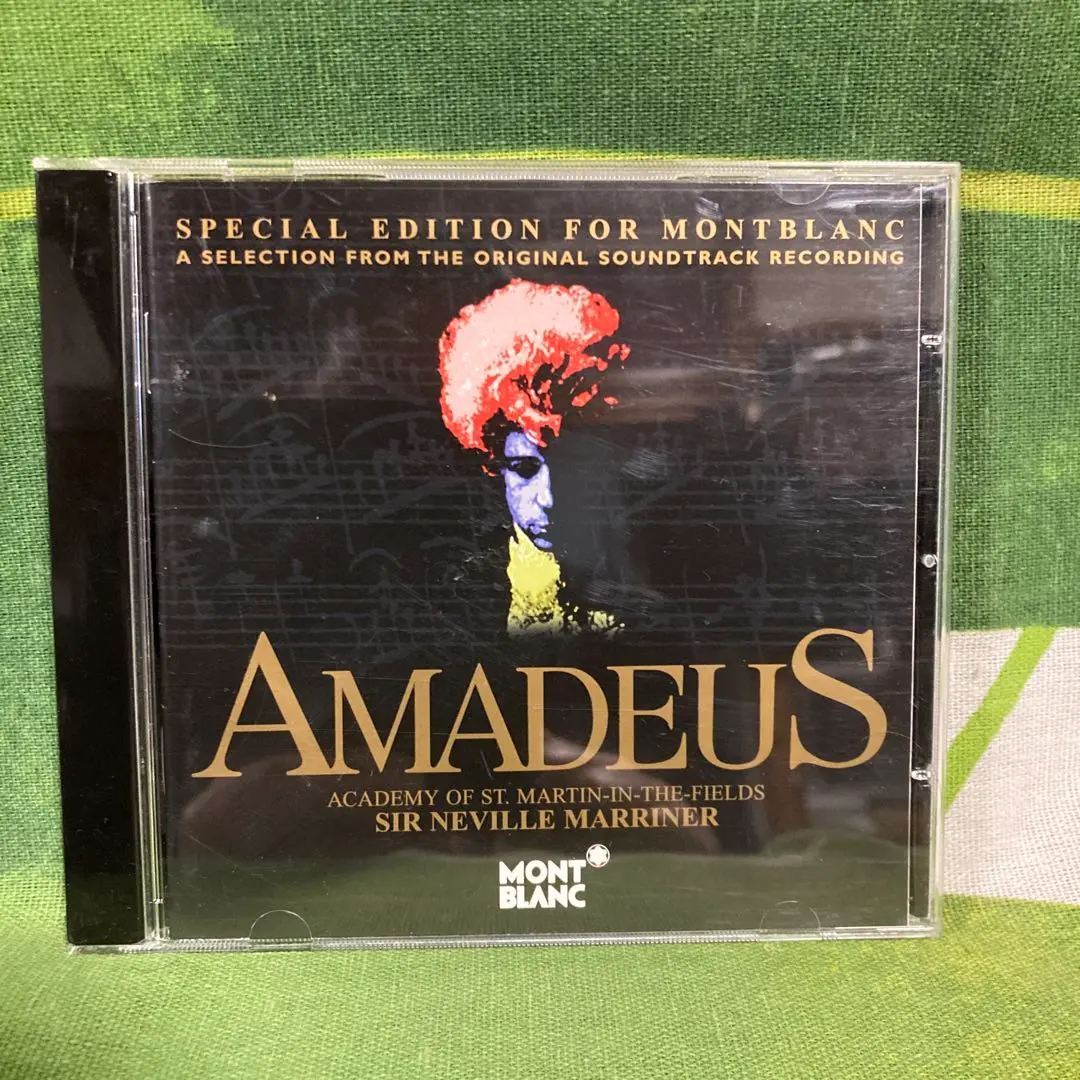 SPECIAL EDITION FOR MONTBLANC
A SELECTION FROM THE ORIGINAL SOUNDTRACK RECORDING
AMADEUS
ACADEMY OF ST. MARTIN-IN-THE-FIELDS
SIR NEVILLE MARRINER
MONT
BLANC